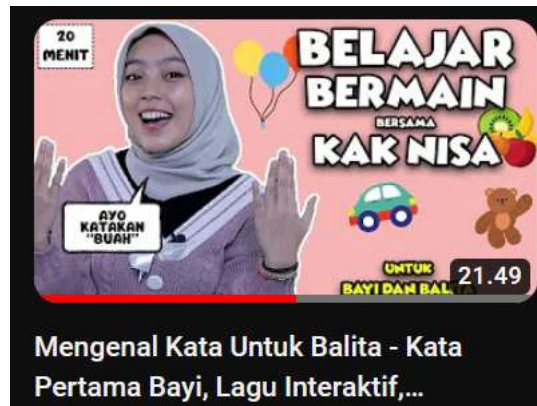 20
MENIT
BELAJAR
BERMAIN
BERSAMA
KAK NISA
AYO
KATAKAN
"BUAH"
UNTUK
BAYI DAN
21.49
Mengenal Kata Untuk Balita - Kata
Pertama Bayi, Lagu Interaktif,...